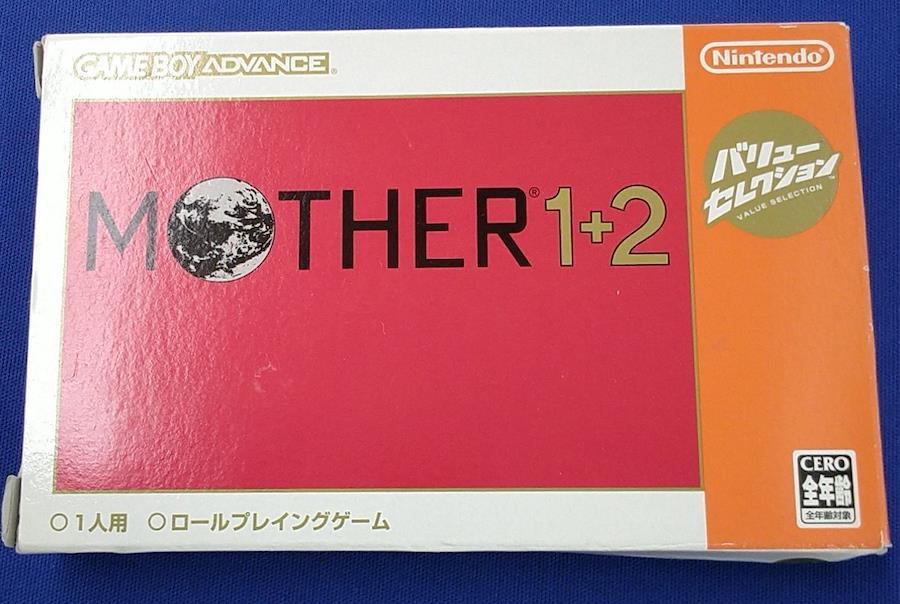 GAME BOY ADVANCE
Nintendo®
バリュー
セレクション™
VALUE SELECTION
MOTHER® 1+2
CERO
全年齢
全年齢対象
○1人用 ○ロールプレイングゲーム